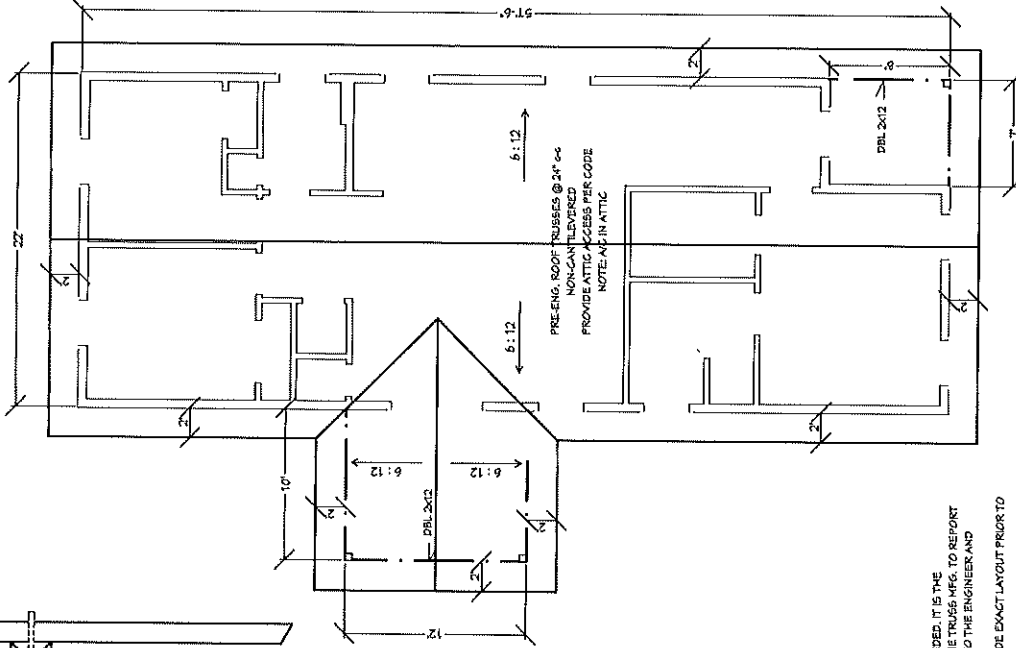 57'-6"
22'
2'
2'
2'
8'
DBL 2x12
7'
6:12
PRE-ENG. ROOF TRUSSES @ 24" O-C
NON-CANTILEVERED
PROVIDE ATTIC ACCESS PER CODE
NOTE: A/C IN ATTIC
6:12
2'
10'
2'
6:12
6:12
DBL 2x12
2'
2'
12'
2'
2'
DED. IT IS THE
IE TRUSS MFG. TO REPORT
O THE ENGINEER AND
DE EXACT LAYOUT PRIOR TO